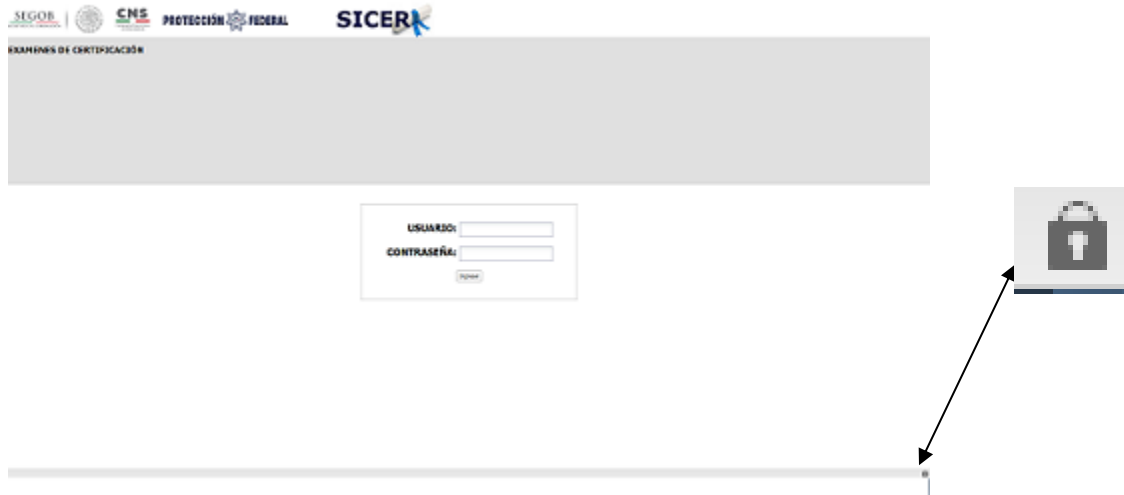 SEGOB CNS PROTECCIÓN FEDERAL SICER
EXAMENES DE CERTIFICACIÓN
USUARIO:
CONTRASEÑA: